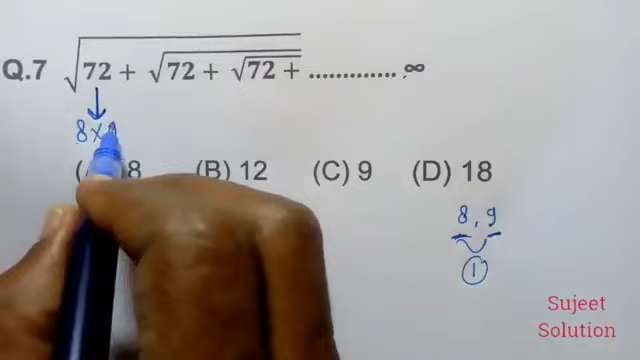 Q.7 √72 + √72 + √72 + ............. ∞
8×9
8 (B) 12 (C) 9 (D) 18
8, 9
1
Sujeet
Solution